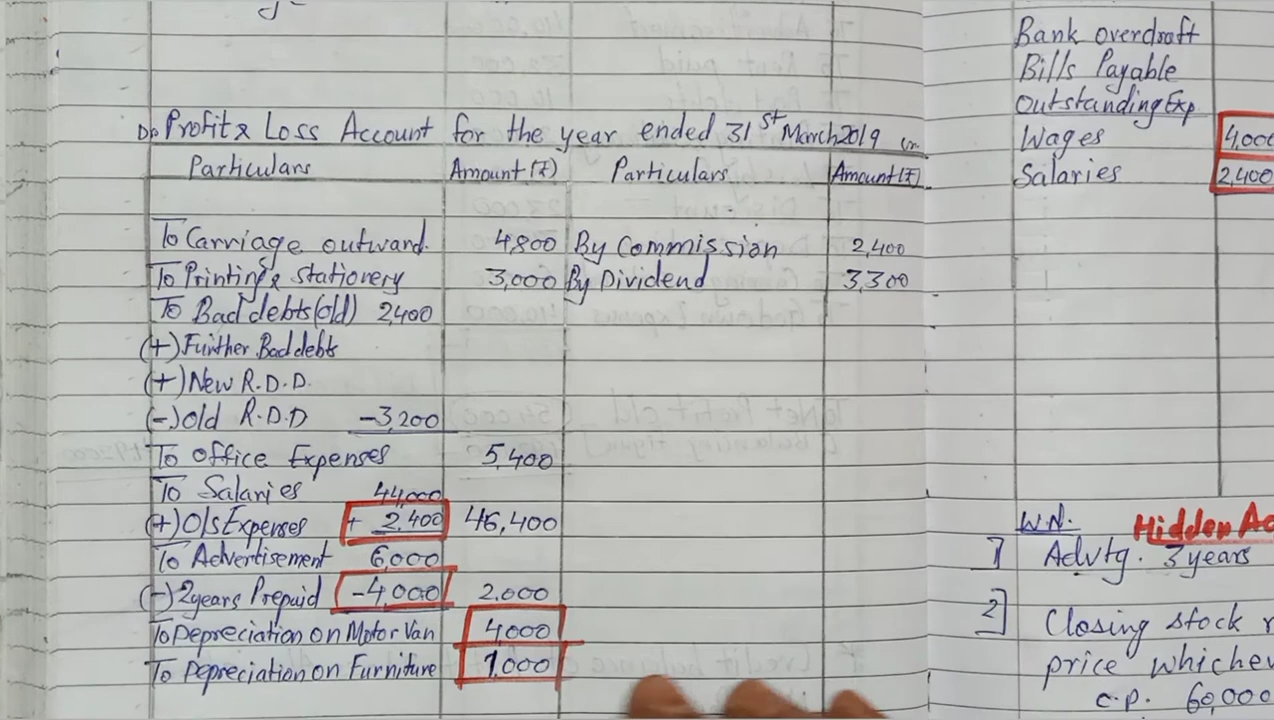 Dr. Profit & Loss Account for the year ended 31st March 2019 Cr.
Particulars Amount (₹) Particulars Amount (₹)
To Carriage outward. 4800 By Commission 2,400
To Printing & stationery 3,000 By Dividend 3,300
To Bad debts (old) 2,400
(+) Further Bad debts
(+) New R.D.D.
(-) old R.D.D -3,200
To office Expenses 5,400
To Salaries 44,000
(+) O/s Expenses + 2,400 46,400
To Advertisement 6,000
(-) 2 years Prepaid -4,000 2,000
To Depreciation on Motor Van 4000
To Depreciation on Furniture 1,000
Bank overdraft
Bills Payable
Outstanding Exp.
Wages 4,000
Salaries 2,400
W.N. Hidden
1] Advtg. 3 years
2] Closing stock
price
c.p. 60,000